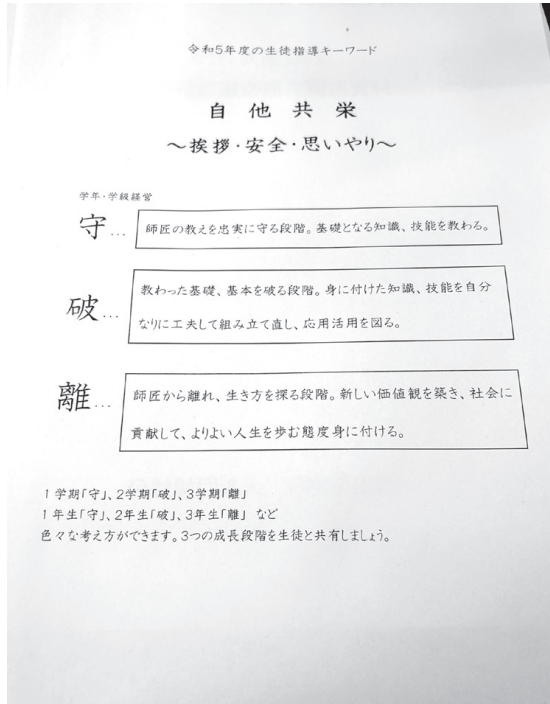 令和5年度の生徒指導キーワード
自他共栄
～挨拶・安全・思いやり～
学年・学級経営
守… 師匠の教えを忠実に守る段階。基礎となる知識、技能を教わる。
破… 教わった基礎、基本を破る段階。身に付けた知識、技能を自分
なりに工夫して組み立て直し、応用活用を図る。
離… 師匠から離れ、生き方を探る段階。新しい価値観を築き、社会に
貢献して、よりよい人生を歩む態度身に付ける。
1学期「守」、2学期「破」、3学期「離」
1年生「守」、2年生「破」、3年生「離」 など
色々な考え方ができます。3つの成長段階を生徒と共有しましょう。